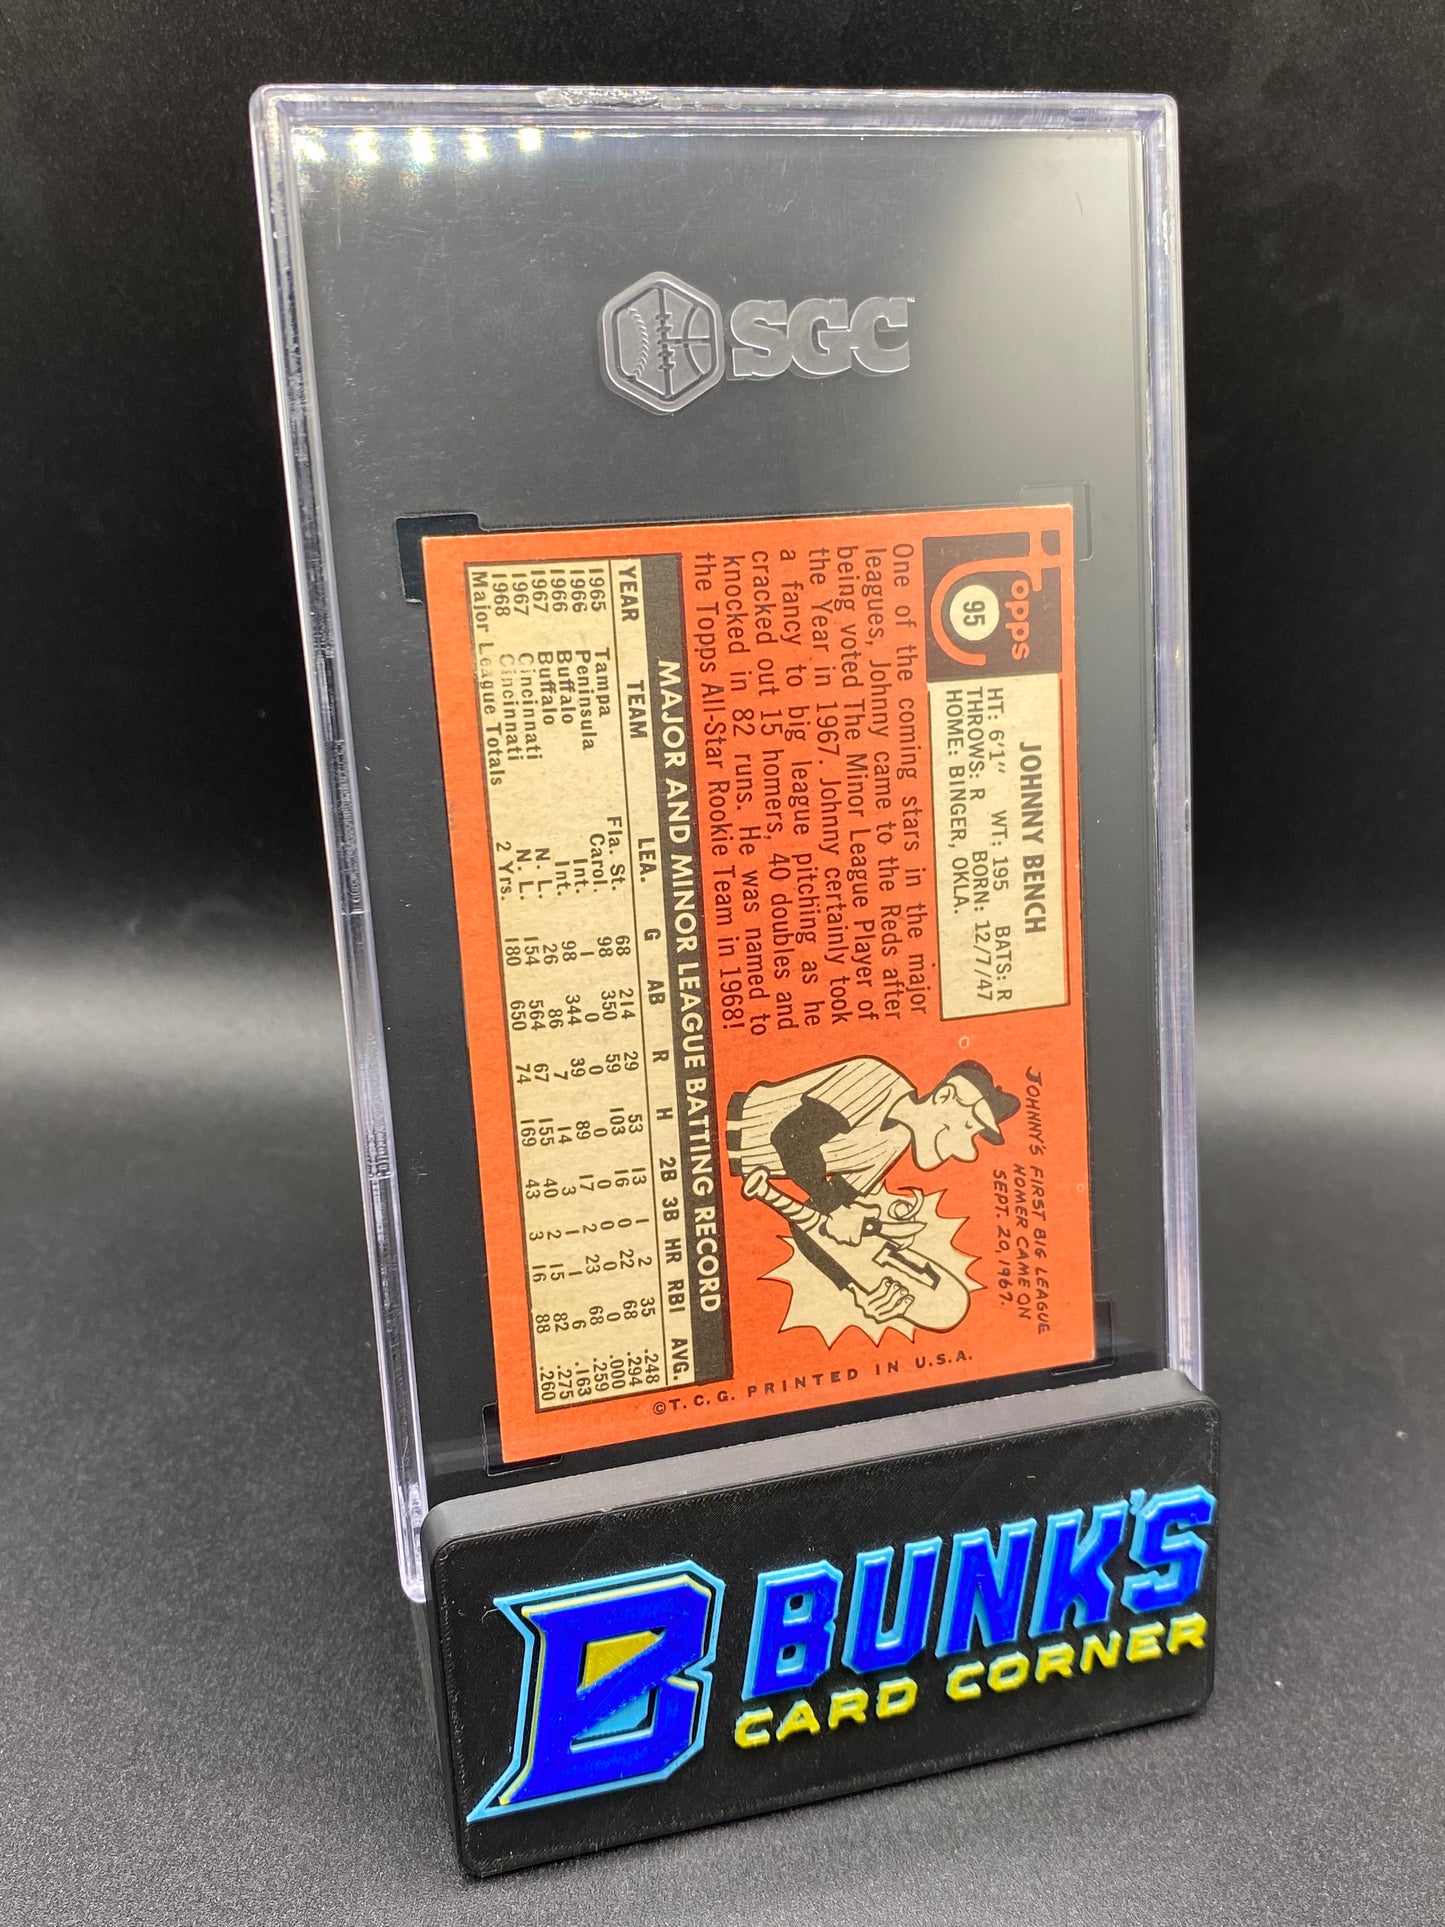 SGC
Topps
95
JOHNNY BENCH
HT: 6'1" WT: 195 BATS: R
THROWS: R BORN: 12/7/47
HOME: BINGER, OKLA.
One of the coming stars in the major
leagues, Johnny came to the Reds after
being voted The Minor League Player of
the Year in 1967. Johnny certainly took
a fancy to big league pitching as he
cracked out 15 homers, 40 doubles and
knocked in 82 runs. He was named to
the Topps All-Star Rookie Team in 1968!
JOHNNY'S FIRST BIG LEAGUE
HOMER CAME ON
SEPT. 20, 1967.
MAJOR AND MINOR LEAGUE BATTING RECORD
YEAR TEAM LEA. G AB R H 2B 3B HR RBI AVG.
1965 Tampa Fla. St. 68 214 29 53 13 1 2 35 .248
1966 Peninsula Carol. 98 350 59 103 16 0 22 68 .294
1966 Buffalo Int. 1 0 0 0 0 0 0 0 .000
1967 Buffalo Int. 98 344 39 89 17 2 23 68 .259
1967 Cincinnati N. L. 26 86 7 14 3 1 1 6 .163
1968 Cincinnati N. L. 154 564 67 155 40 2 15 82 .275
Major League Totals 2 Yrs. 180 650 74 169 43 3 16 88 .260
©T. C. G. PRINTED IN U.S.A.
B BUNK'S
CARD CORNER